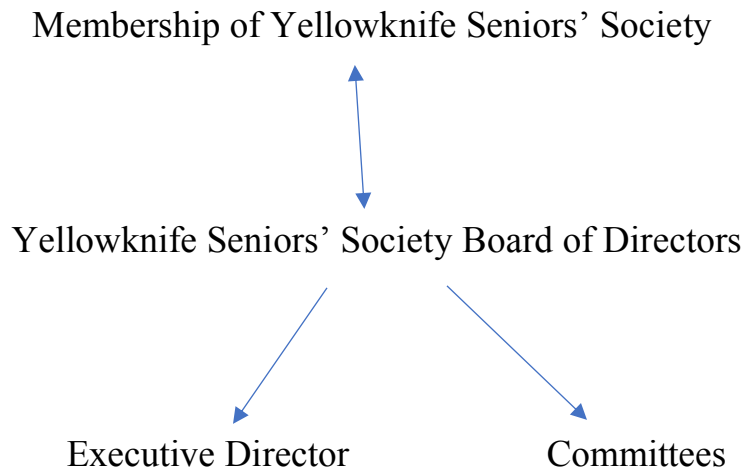 Membership of Yellowknife Seniors’ Society
Yellowknife Seniors’ Society Board of Directors
Executive Director
Committees